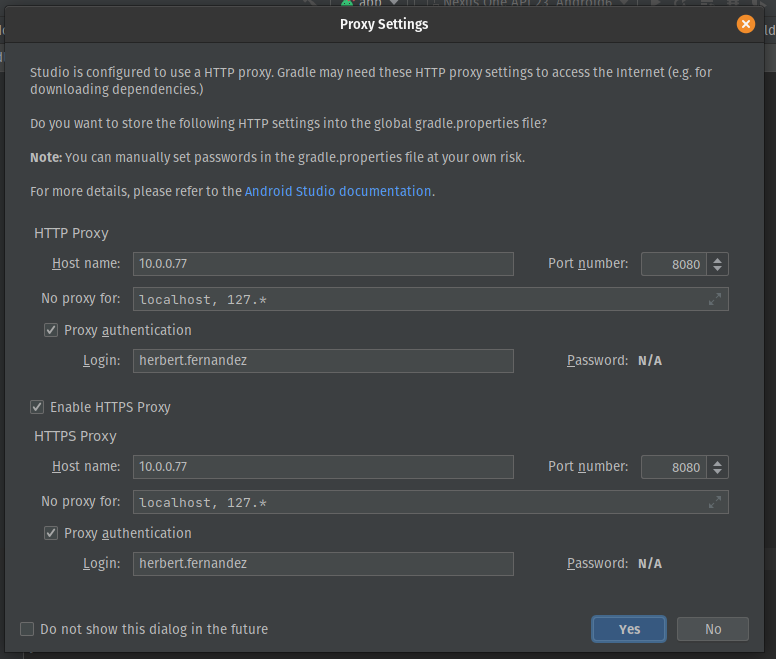 app Nexus One API 23, Android6
Proxy Settings
Studio is configured to use a HTTP proxy. Gradle may need these HTTP proxy settings to access the Internet (e.g. for
downloading dependencies.)
Do you want to store the following HTTP settings into the global gradle.properties file?
Note: You can manually set passwords in the gradle.properties file at your own risk.
For more details, please refer to the Android Studio documentation.
HTTP Proxy
Host name: 10.0.0.77 Port number: 8080
No proxy for: localhost, 127.*
Proxy authentication
Login: herbert.fernandez Password: N/A
Enable HTTPS Proxy
HTTPS Proxy
Host name: 10.0.0.77 Port number: 8080
No proxy for: localhost, 127.*
Proxy authentication
Login: herbert.fernandez Password: N/A
Do not show this dialog in the future
Yes No